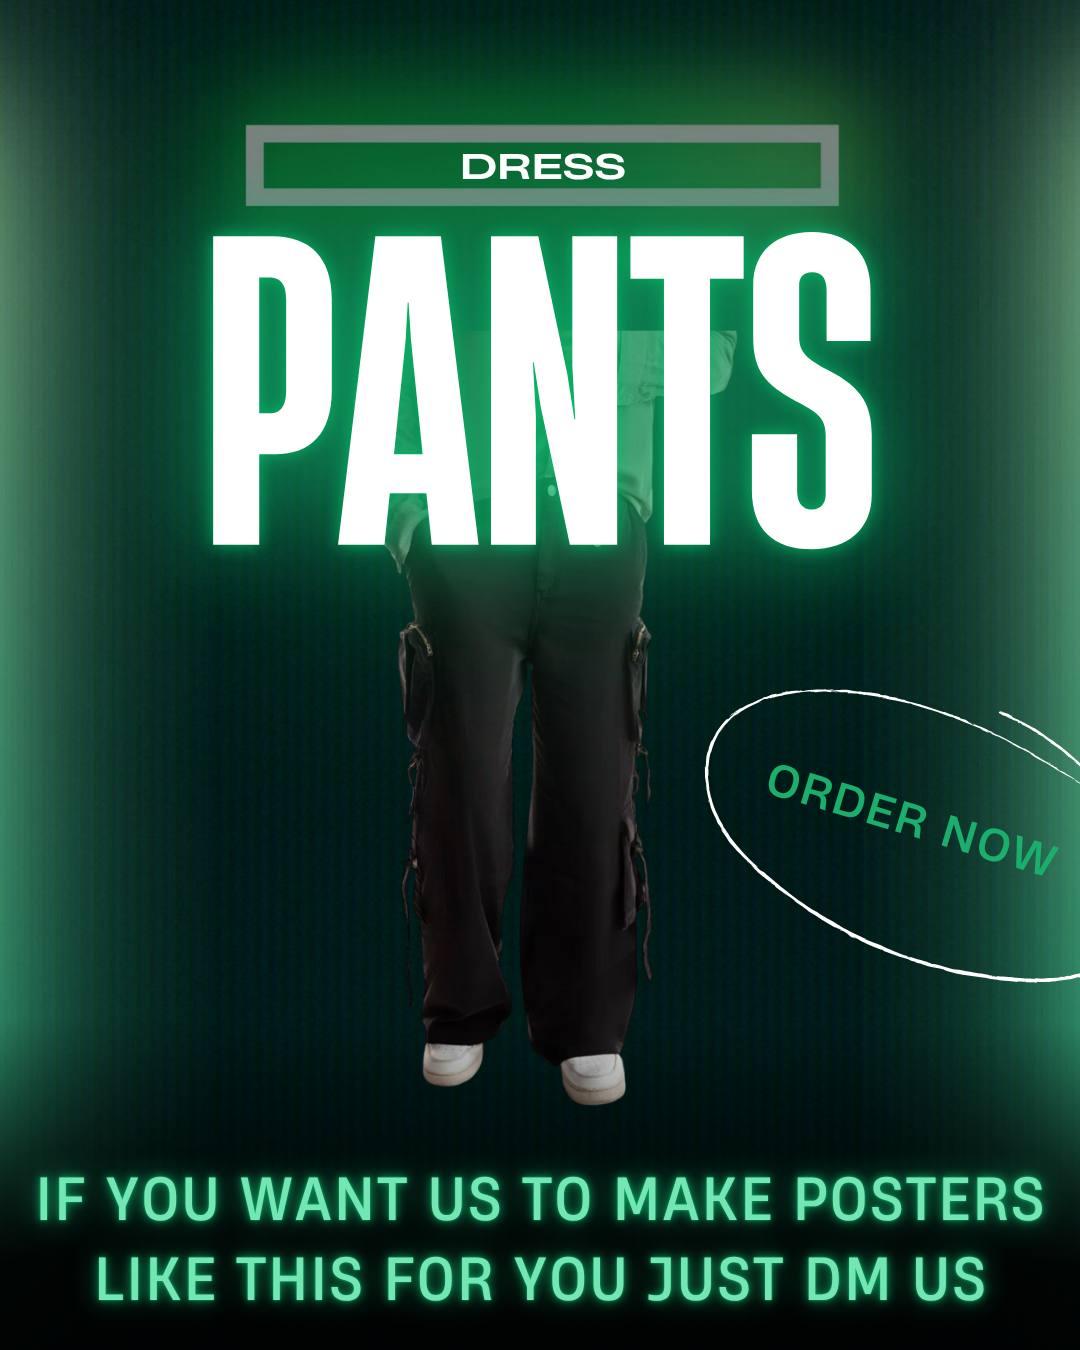 DRESS
PANTS
ORDER NOW
IF YOU WANT US TO MAKE POSTERS
LIKE THIS FOR YOU JUST DM US